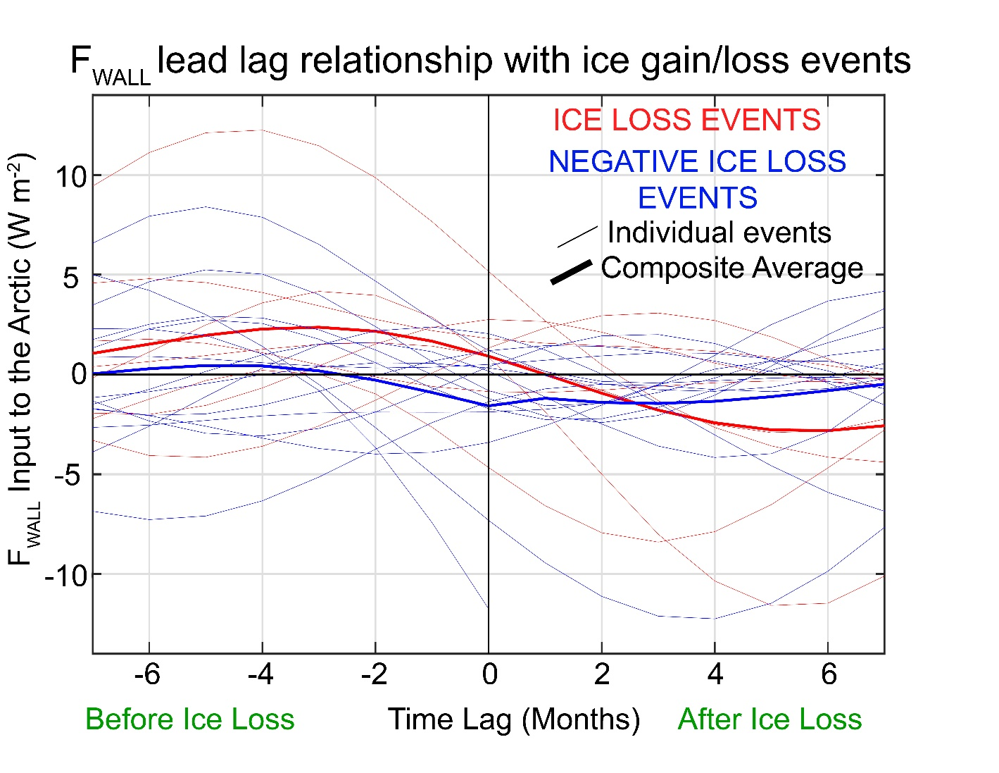 FWALL lead lag relationship with ice gain/loss events
ICE LOSS EVENTS
NEGATIVE ICE LOSS
EVENTS
Individual events
Composite Average
FWALL Input to the Arctic (W m-2)
10
5
0
-5
-10
-6 -4 -2 0 2 4 6
Before Ice Loss Time Lag (Months) After Ice Loss